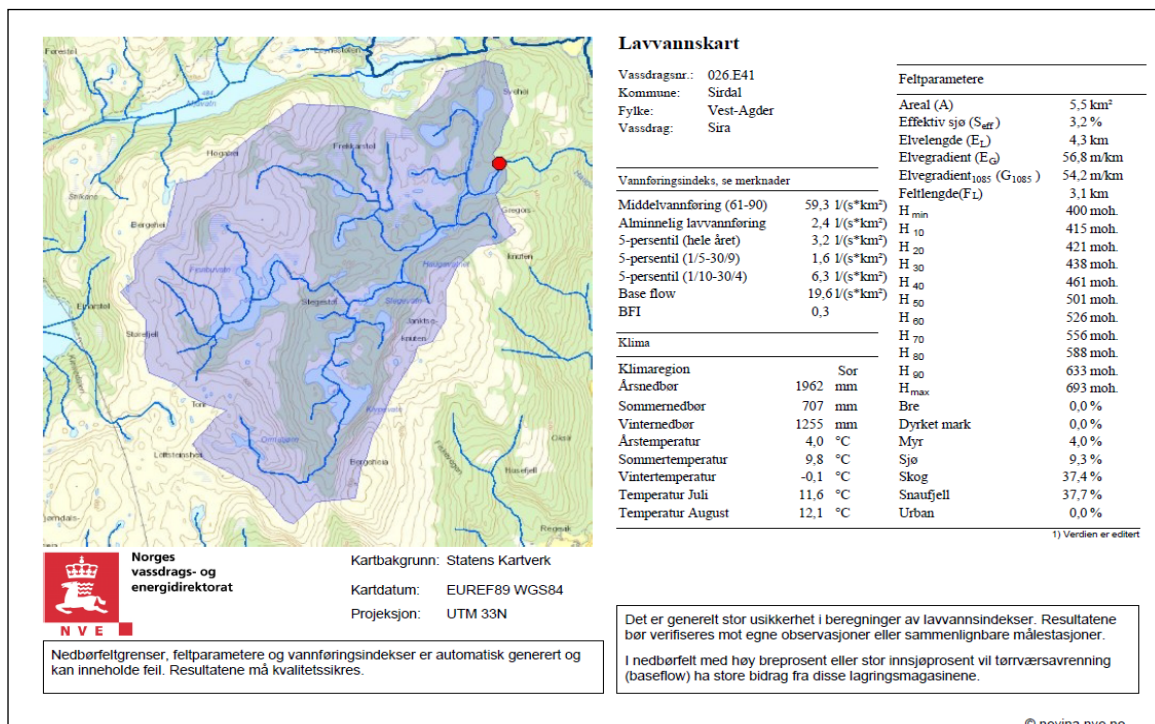 Lavvannskart
Vassdragsnr.: 026.E41
Kommune: Sirdal
Fylke: Vest-Agder
Vassdrag: Sira
Vannføringsindeks, se merknader
Middelvannføring (61-90) 59,3 l/(s*km²)
Alminnelig lavvannføring 2,4 l/(s*km²)
5-persentil (hele året) 3,2 l/(s*km²)
5-persentil (1/5-30/9) 1,6 l/(s*km²)
5-persentil (1/10-30/4) 6,3 l/(s*km²)
Base flow 19,6 l/(s*km²)
BFI 0,3
Klima
Klimaregion Sor
Årsnedbør 1962 mm
Sommernedbør 707 mm
Vinternedbør 1255 mm
Årstemperatur 4,0 °C
Sommertemperatur 9,8 °C
Vintertemperatur -0,1 °C
Temperatur Juli 11,6 °C
Temperatur August 12,1 °C
Feltparametere
Areal (A) 5,5 km²
Effektiv sjø (Seff) 3,2 %
Elvelengde (EL) 4,3 km
Elvegradient (EG) 56,8 m/km
Elvegradient1085 (G1085) 54,2 m/km
Feltlengde(FL) 3,1 km
H min 400 moh.
H 10 415 moh.
H 20 421 moh.
H 30 438 moh.
H 40 461 moh.
H 50 501 moh.
H 60 526 moh.
H 70 556 moh.
H 80 588 moh.
H 90 633 moh.
H max 693 moh.
Bre 0,0 %
Dyrket mark 0,0 %
Myr 4,0 %
Sjø 9,3 %
Skog 37,4 %
Snaufjell 37,7 %
Urban 0,0 %
1) Verdien er editert
Førestøl
Svohei
Frekkarstøl
Gregors
knuten
Stegestøl
Storefjell
Toni
Regnak
NVE
Norges
vassdrags- og
energidirektorat
Kartbakgrunn: Statens Kartverk
Kartdatum: EUREF89 WGS84
Projeksjon: UTM 33N
Nedbørfeltgrenser, feltparametere og vannføringsindekser er automatisk generert og
kan inneholde feil. Resultatene må kvalitetssikres.
Det er generelt stor usikkerhet i beregninger av lavvannsindekser. Resultatene
bør verifiseres mot egne observasjoner eller sammenlignbare målestasjoner.
I nedbørfelt med høy breprosent eller stor innsjøprosent vil tørrværsavrenning
(baseflow) ha store bidrag fra disse lagringsmagasinene.
© nevina.nve.no